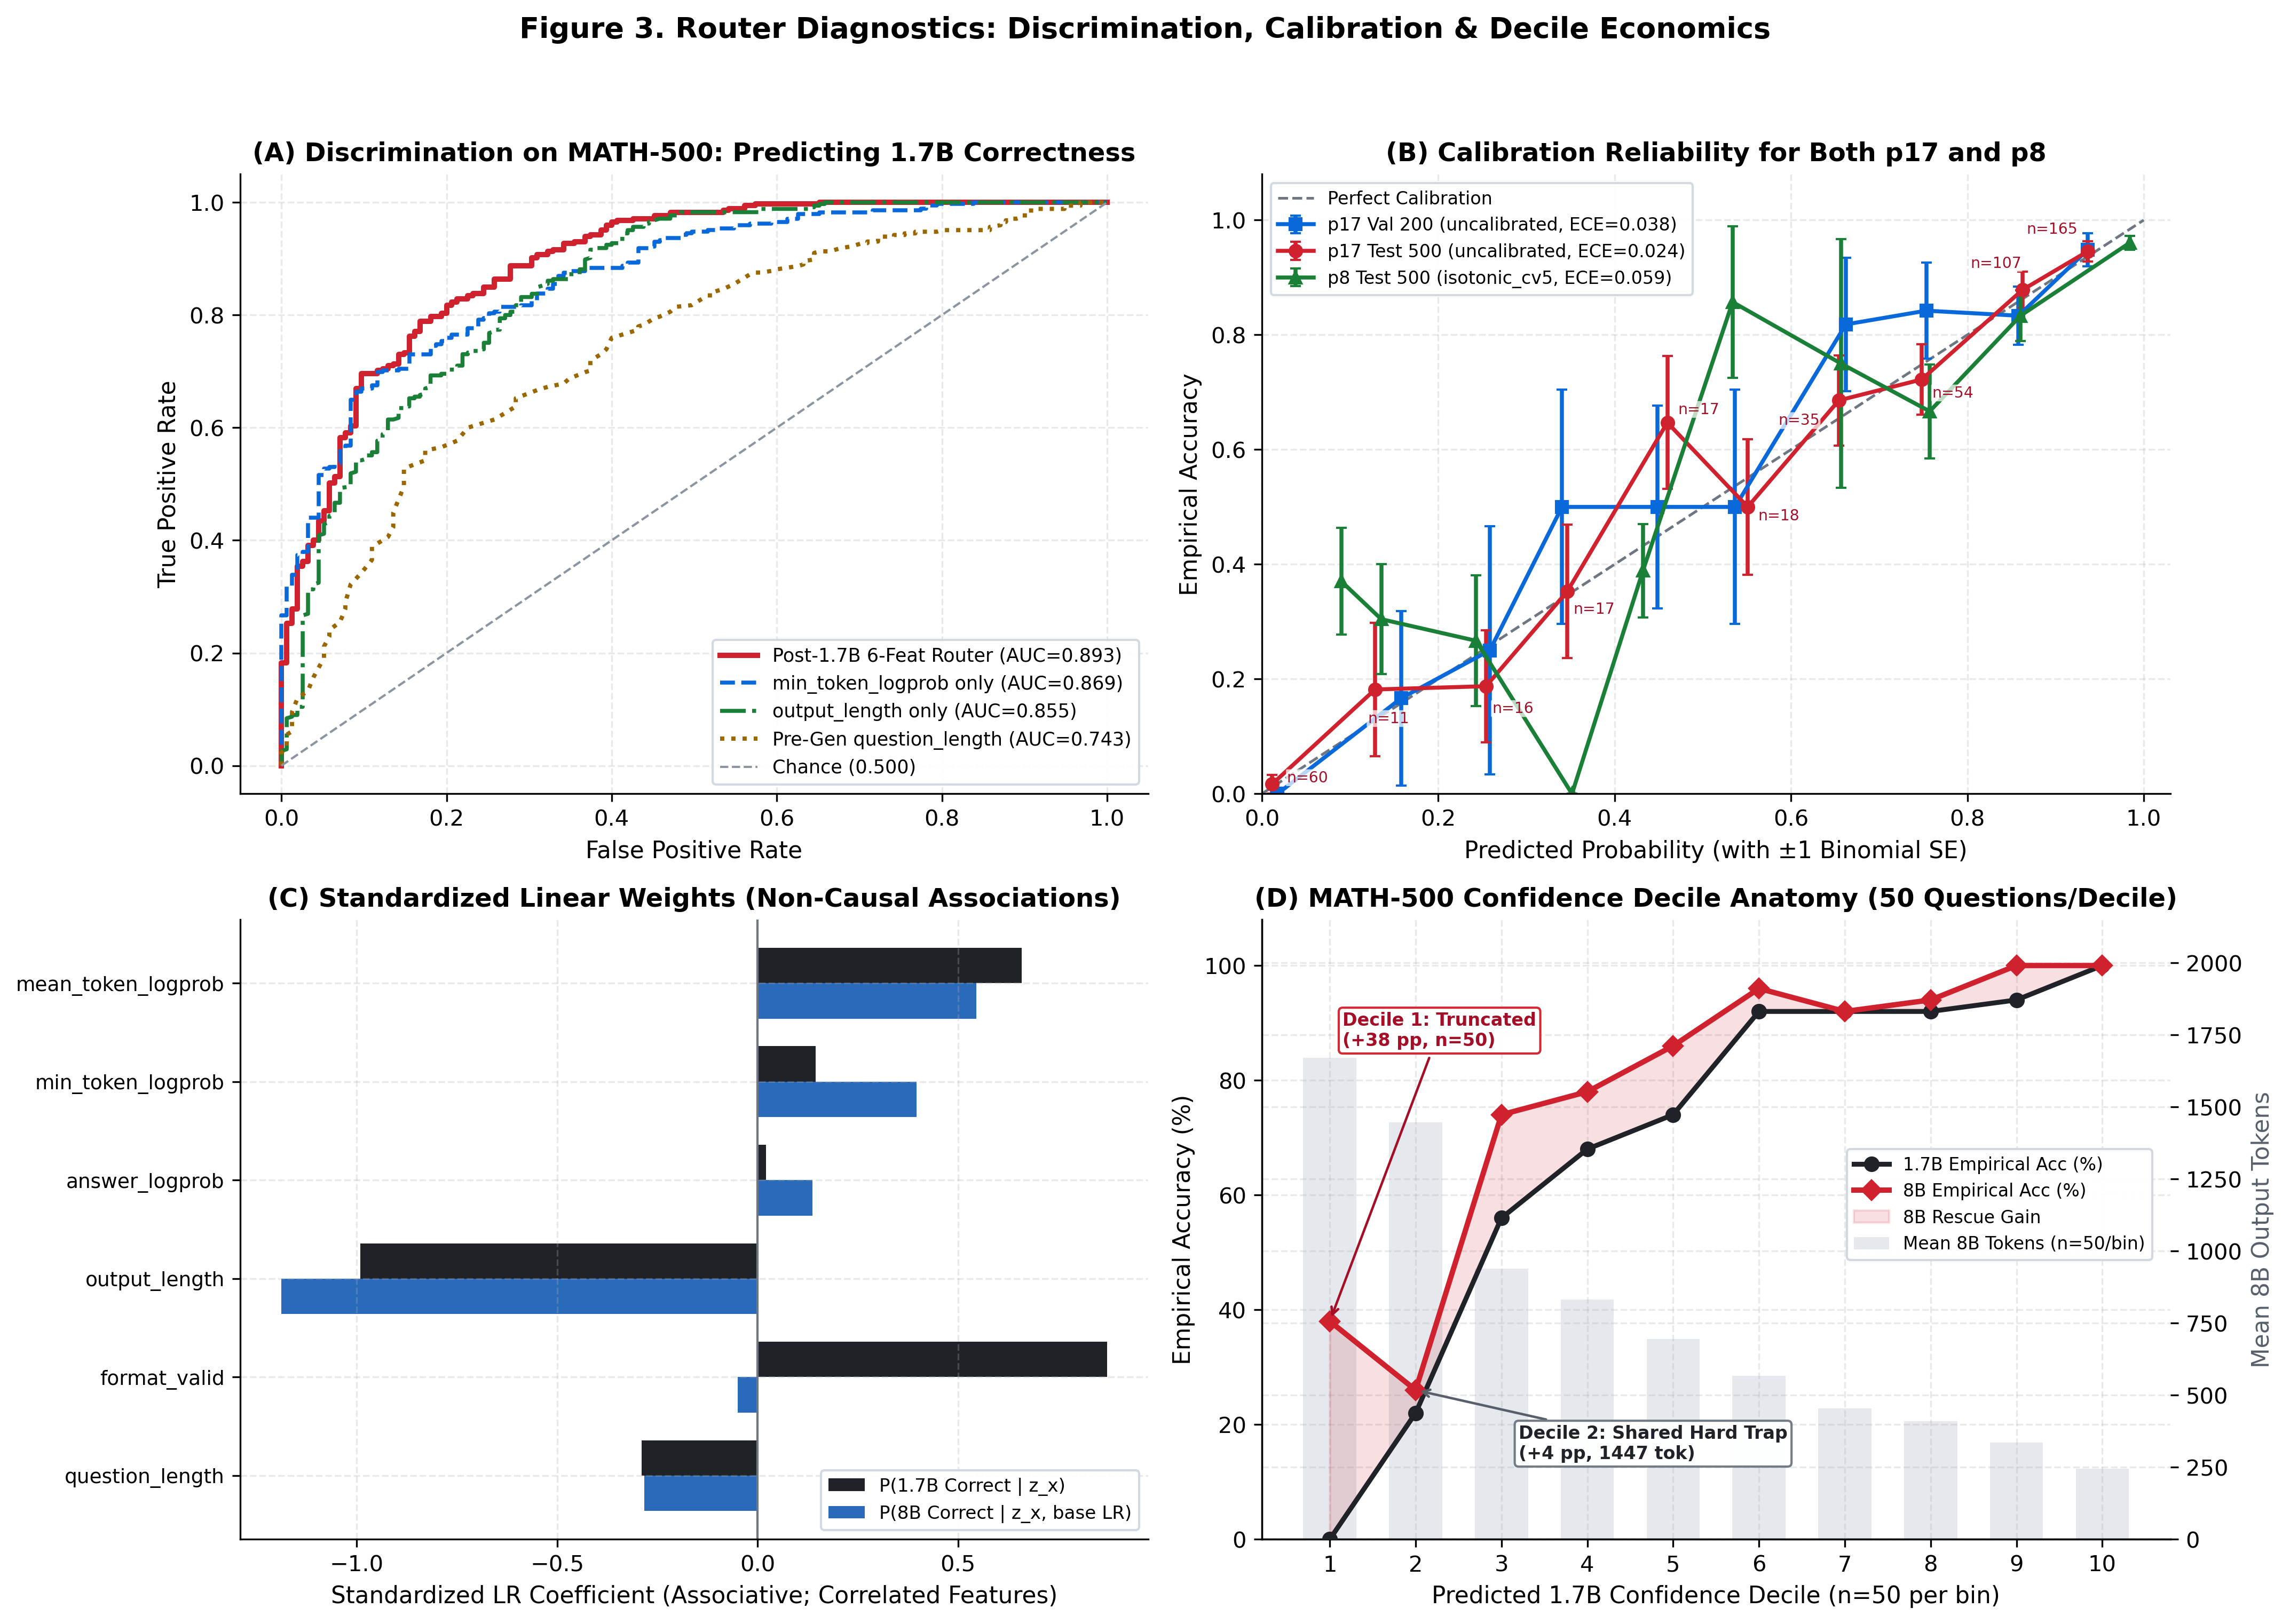 Figure 3. Router Diagnostics: Discrimination, Calibration & Decile Economics
(A) Discrimination on MATH-500: Predicting 1.7B Correctness
True Positive Rate
1.0
0.8
0.6
0.4
0.2
0.0
Post-1.7B 6-Feat Router (AUC=0.893)
min_token_logprob only (AUC=0.869)
output_length only (AUC=0.855)
Pre-Gen question_length (AUC=0.743)
Chance (0.500)
0.0 0.2 0.4 0.6 0.8 1.0
False Positive Rate
(B) Calibration Reliability for Both p17 and p8
Empirical Accuracy
1.0
0.8
0.6
0.4
0.2
0.0
Perfect Calibration
p17 Val 200 (uncalibrated, ECE=0.038)
p17 Test 500 (uncalibrated, ECE=0.024)
p8 Test 500 (isotonic_cv5, ECE=0.059)
n=165
n=107
n=54
n=17
n=35
n=18
n=17
n=16
n=11
n=60
0.0 0.2 0.4 0.6 0.8 1.0
Predicted Probability (with ±1 Binomial SE)
(C) Standardized Linear Weights (Non-Causal Associations)
mean_token_logprob
min_token_logprob
answer_logprob
output_length
format_valid
question_length
P(1.7B Correct | z_x)
P(8B Correct | z_x, base LR)
−1.0 −0.5 0.0 0.5
Standardized LR Coefficient (Associative; Correlated Features)
(D) MATH-500 Confidence Decile Anatomy (50 Questions/Decile)
Empirical Accuracy (%)
100
80
60
40
20
0
Decile 1: Truncated
(+38 pp, n=50)
1.7B Empirical Acc (%)
8B Empirical Acc (%)
8B Rescue Gain
Mean 8B Tokens (n=50/bin)
Decile 2: Shared Hard Trap
(+4 pp, 1447 tok)
2000
1750
1500
1250
1000
750
500
250
0
Mean 8B Output Tokens
1 2 3 4 5 6 7 8 9 10
Predicted 1.7B Confidence Decile (n=50 per bin)